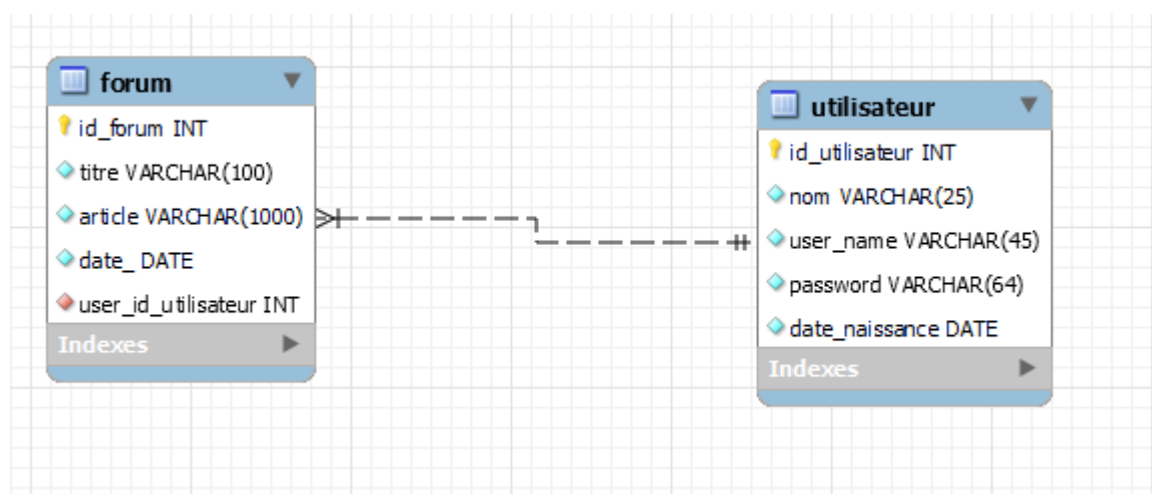 forum
id_forum INT
titre VARCHAR(100)
article VARCHAR(1000)
date_ DATE
user_id_utilisateur INT
Indexes
utilisateur
id_utilisateur INT
nom VARCHAR(25)
user_name VARCHAR(45)
password VARCHAR(64)
date_naissance DATE
Indexes